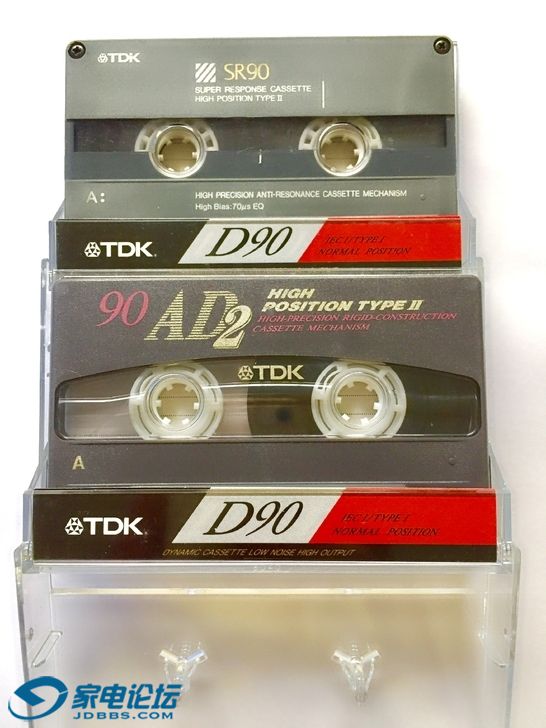 TDK
SR90
SUPER RESPONSE CASSETTE
HIGH POSITION TYPE II
A:
HIGH PRECISION ANTI-RESONANCE CASSETTE MECHANISM
High Bias:70µs EQ
TDK. D90 IEC I/TYPE I
NORMAL POSITION
90 AD2 HIGH
POSITION TYPE II
HIGH-PRECISION RIGID-CONSTRUCTION
CASSETTE MECHANISM
TDK
A
TDK D90 IEC I/TYPE I
NORMAL POSITION
DYNAMIC CASSETTE LOW NOISE HIGH OUTPUT
家电论坛
JDBBS.COM